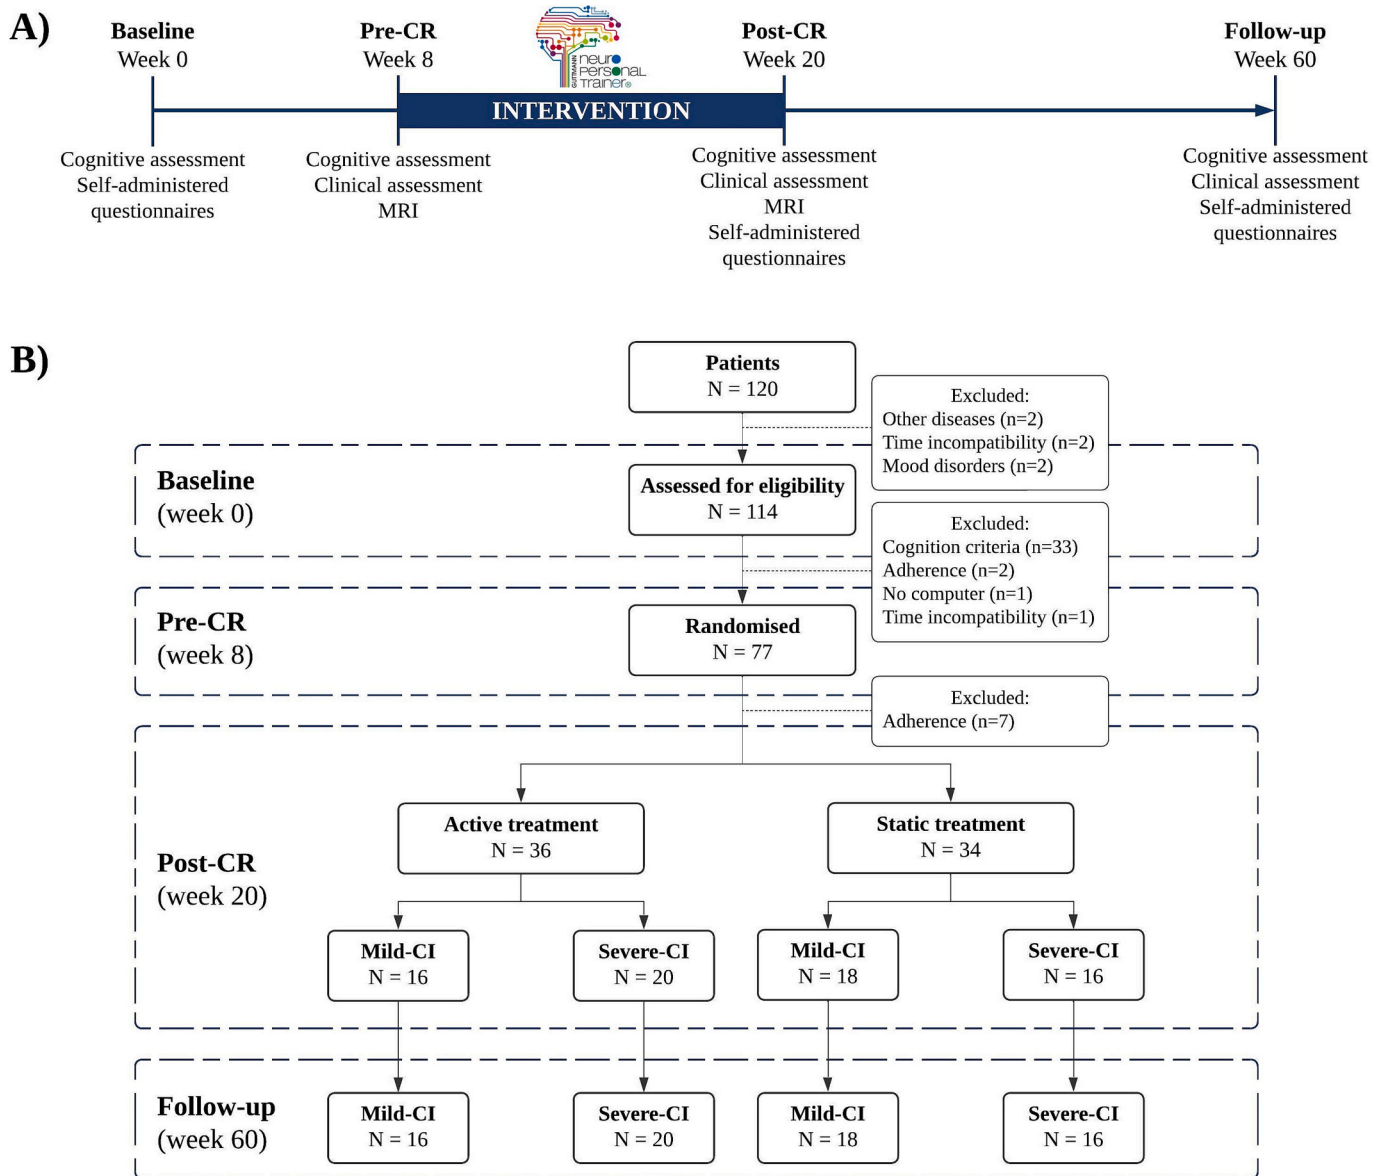 A)
Baseline
Week 0
Pre-CR
Week 8
GUTTMANN
neuro
Personal
Trainer®
Post-CR
Week 20
Follow-up
Week 60
INTERVENTION
Cognitive assessment
Self-administered
questionnaires
Cognitive assessment
Clinical assessment
MRI
Cognitive assessment
Clinical assessment
MRI
Self-administered
questionnaires
Cognitive assessment
Clinical assessment
Self-administered
questionnaires
B)
Patients
N = 120
Excluded:
Other diseases (n=2)
Time incompatibility (n=2)
Mood disorders (n=2)
Baseline
(week 0)
Assessed for eligibility
N = 114
Excluded:
Cognition criteria (n=33)
Adherence (n=2)
No computer (n=1)
Time incompatibility (n=1)
Pre-CR
(week 8)
Randomised
N = 77
Excluded:
Adherence (n=7)
Post-CR
(week 20)
Active treatment
N = 36
Static treatment
N = 34
Mild-CI
N = 16
Severe-CI
N = 20
Mild-CI
N = 18
Severe-CI
N = 16
Follow-up
(week 60)
Mild-CI
N = 16
Severe-CI
N = 20
Mild-CI
N = 18
Severe-CI
N = 16